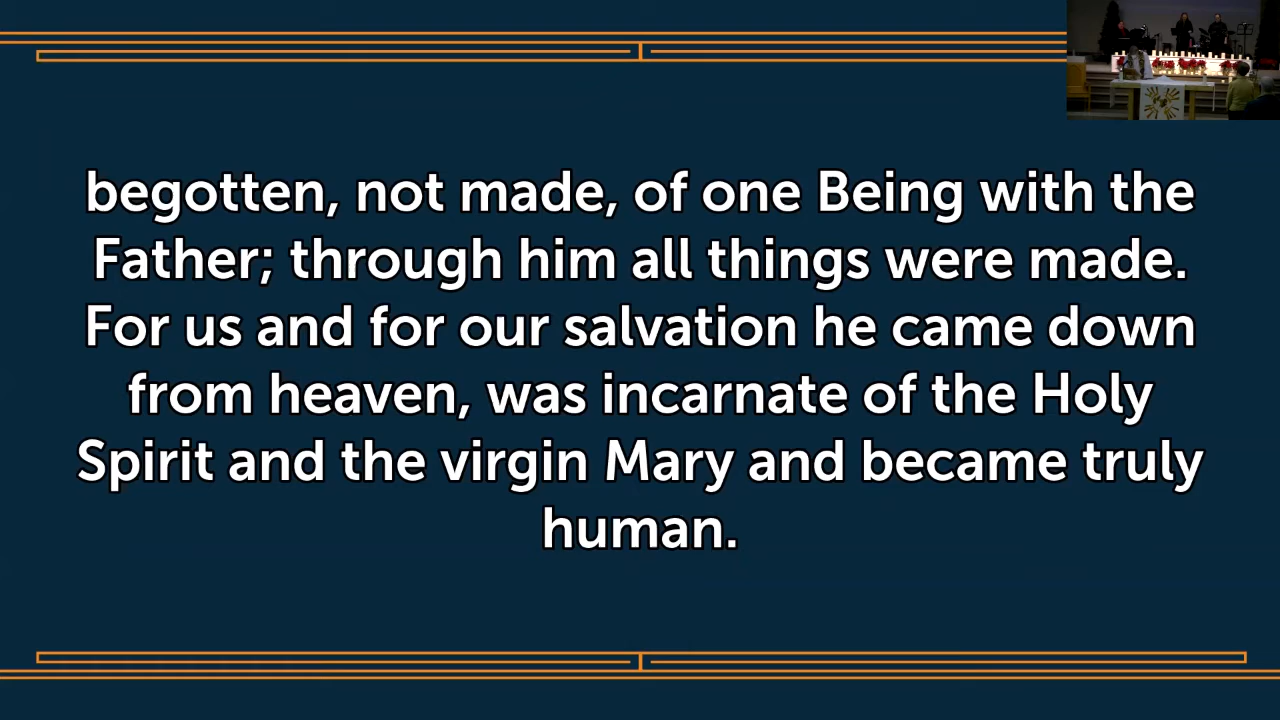 begotten, not made, of one Being with the
Father; through him all things were made.
For us and for our salvation he came down
from heaven, was incarnate of the Holy
Spirit and the virgin Mary and became truly
human.